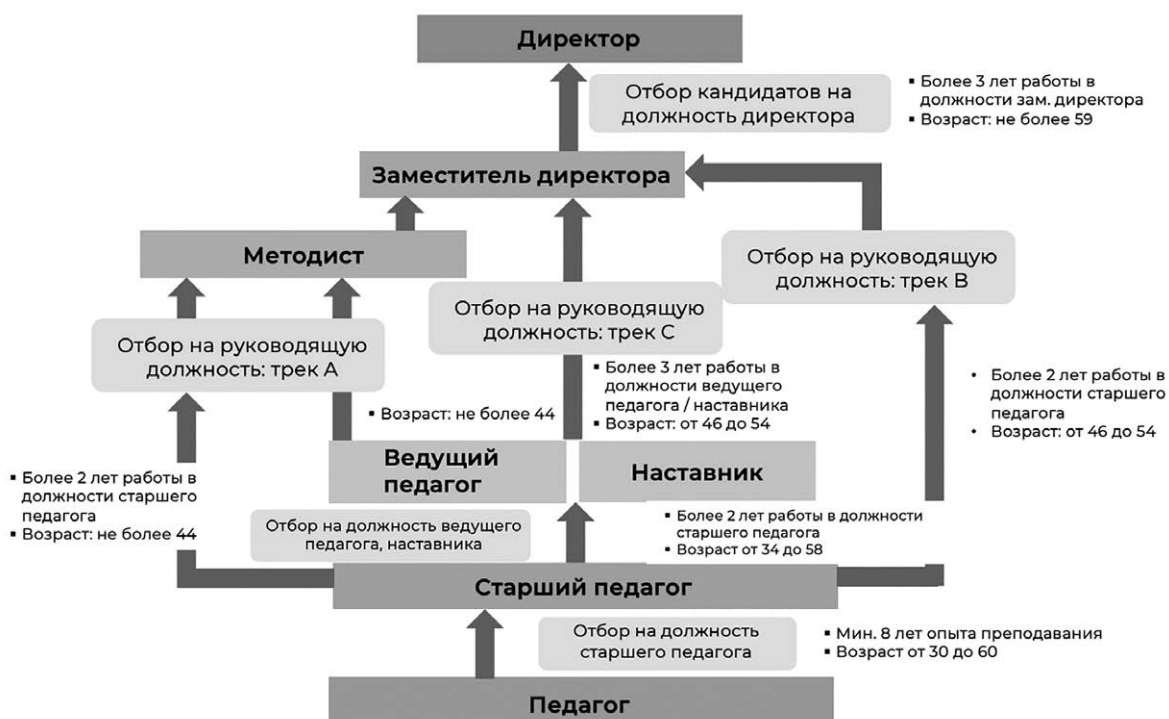 Директор
Отбор кандидатов на
должность директора
▪ Более 3 лет работы в
должности зам. директора
▪ Возраст: не более 59
Заместитель директора
Методист
Отбор на руководящую
должность: трек А
Отбор на руководящую
должность: трек С
Отбор на руководящую
должность: трек В
▪ Возраст: не более 44
▪ Более 3 лет работы в
должности ведущего
педагога / наставника
▪ Возраст: от 46 до 54
• Более 2 лет работы в
должности старшего
педагога
• Возраст: от 46 до 54
▪ Более 2 лет работы в
должности старшего
педагога
▪ Возраст: не более 44
Ведущий
педагог
Наставник
Отбор на должность ведущего
педагога, наставника
▪ Более 2 лет работы в должности
старшего педагога
▪ Возраст от 34 до 58
Старший педагог
Отбор на должность
старшего педагога
▪ Мин. 8 лет опыта преподавания
▪ Возраст от 30 до 60
Педагог